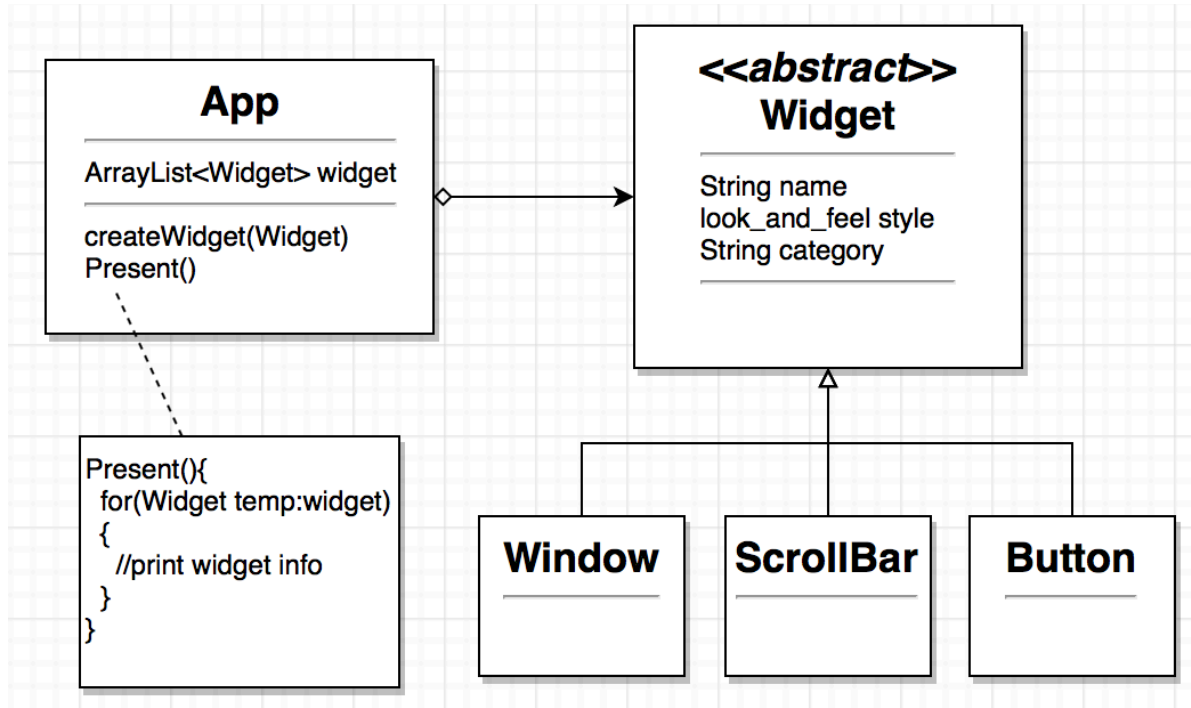 App
ArrayList<Widget> widget
createWidget(Widget)
Present()
<<abstract>>
Widget
String name
look_and_feel style
String category
Present(){
for(Widget temp:widget)
{
//print widget info
}
}
Window
ScrollBar
Button